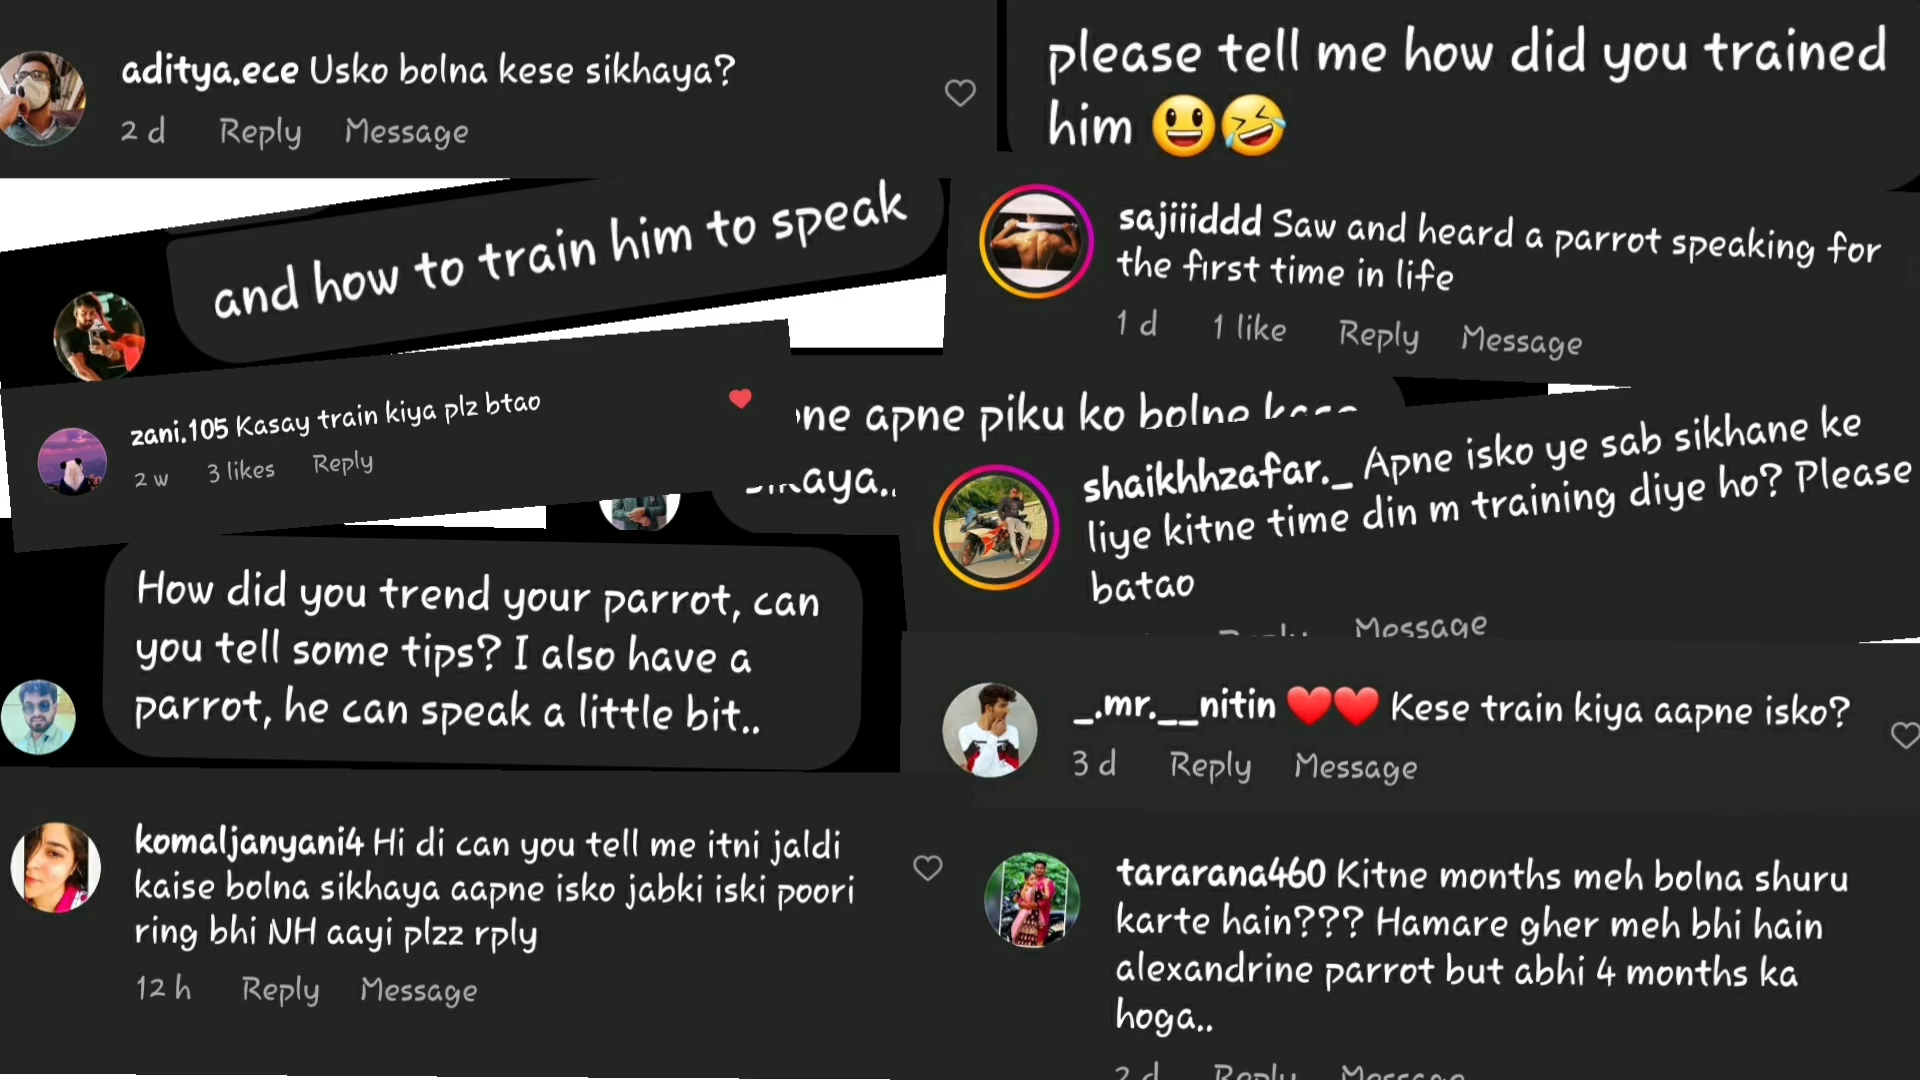 aditya.ece Usko bolna kese sikhaya?
2 d Reply Message
please tell me how did you trained
him 😃🤣
and how to train him to speak
sajiiiddd Saw and heard a parrot speaking for
the first time in life
1 d 1 like Reply Message
zani.105 Kasay train kiya plz btao
2 w 3 likes Reply
ne apne piku ko bolne kese
sikaya..
shaikhhzafar._ Apne isko ye sab sikhane ke
liye kitne time din m training diye ho? Please
batao
Reply Message
How did you trend your parrot, can
you tell some tips? I also have a
parrot, he can speak a little bit..
_.mr.__nitin ❤️❤️ Kese train kiya aapne isko?
3 d Reply Message
komaljanyani4 Hi di can you tell me itni jaldi
kaise bolna sikhaya aapne isko jabki iski poori
ring bhi NH aayi plzz rply
12 h Reply Message
tararana460 Kitne months meh bolna shuru
karte hain??? Hamare gher meh bhi hain
alexandrine parrot but abhi 4 months ka
hoga..
2 d Reply Message